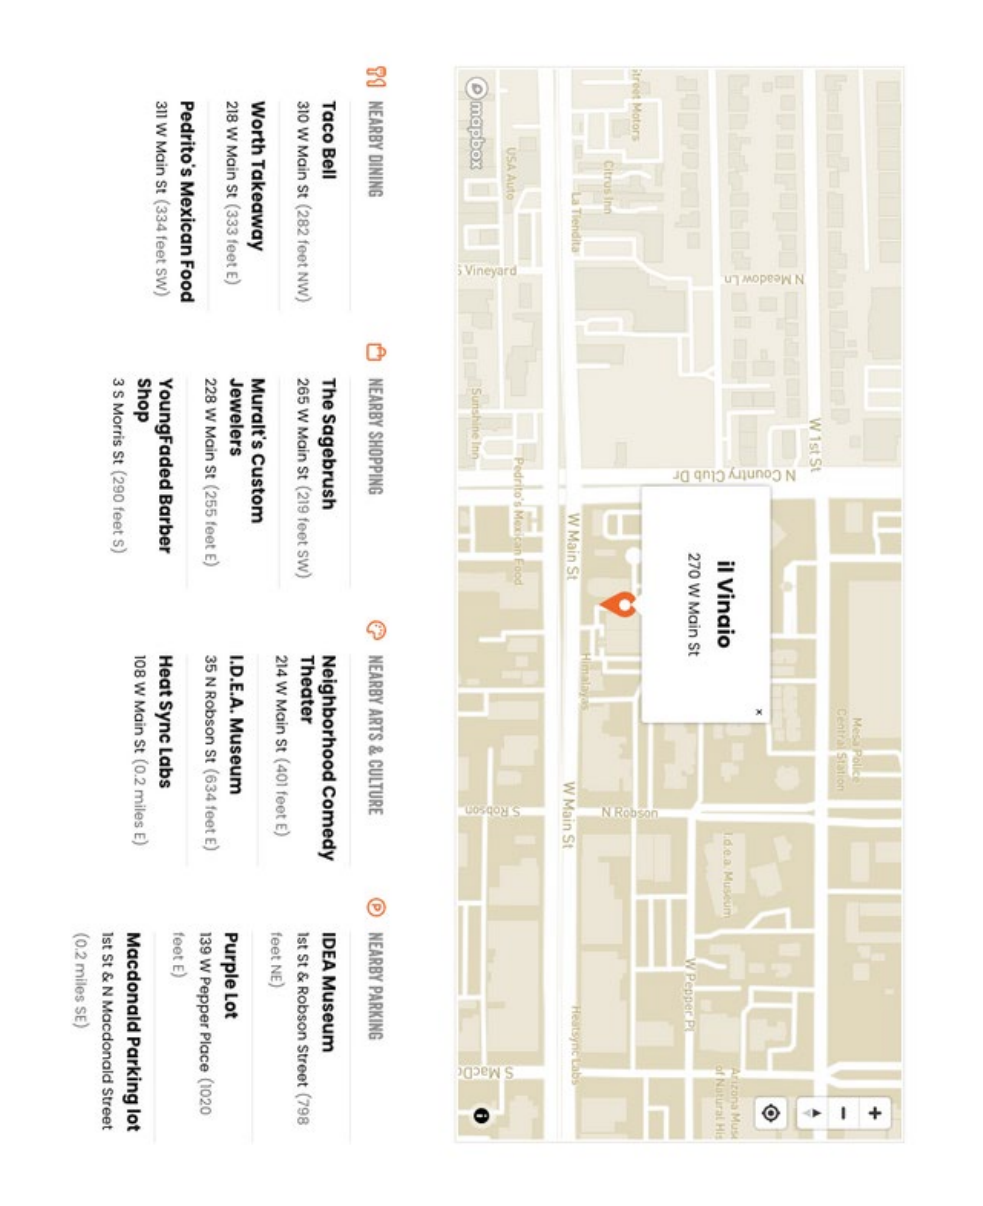 treet Motors
Citrus Inn
La Tiendita
USA Auto
S Vineyard
N Meadow Ln
W 1st St
N Country Club Dr
Sunshine Inn
Pedrito's Mexican Food
W Main St
il Vinaio
270 W Main St
×
Himalayas
Mesa Police
Central Station
W Main St
N Robson
S Robson
I.d.e.a. Museum
W Pepper Pl
Heatsync Labs
S MacDo
Arizona Muse
of Natural His
mapbox
+
−
i
NEARBY DINING
Taco Bell
310 W Main St (282 feet NW)
Worth Takeaway
218 W Main St (333 feet E)
Pedrito's Mexican Food
311 W Main St (334 feet SW)
NEARBY SHOPPING
The Sagebrush
265 W Main St (219 feet SW)
Muralt's Custom
Jewelers
228 W Main St (255 feet E)
YoungFaded Barber
Shop
3 S Morris St (290 feet S)
NEARBY ARTS & CULTURE
Neighborhood Comedy
Theater
214 W Main St (401 feet E)
I.D.E.A. Museum
35 N Robson St (634 feet E)
Heat Sync Labs
108 W Main St (0.2 miles E)
P NEARBY PARKING
IDEA Museum
1st St & Robson Street (798
feet NE)
Purple Lot
139 W Pepper Place (1020
feet E)
Macdonald Parking lot
1st St & N Macdonald Street
(0.2 miles SE)